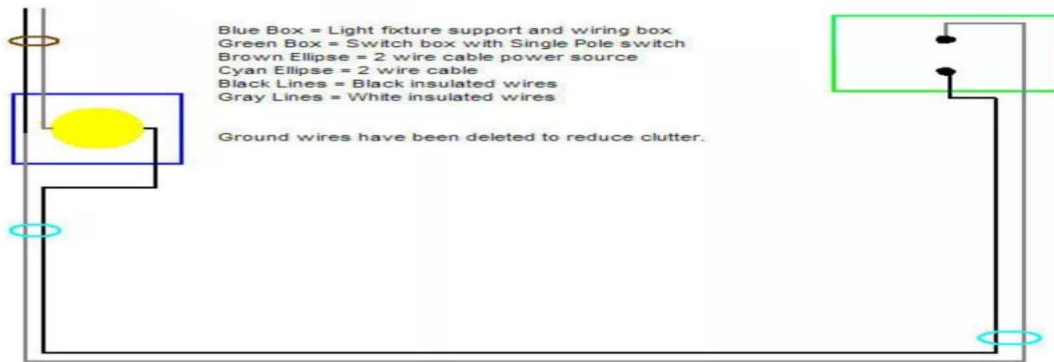 Blue Box = Light fixture support and wiring box
Green Box = Switch box with Single Pole switch
Brown Ellipse = 2 wire cable power source
Cyan Ellipse = 2 wire cable
Black Lines = Black insulated wires
Gray Lines = White insulated wires
Ground wires have been deleted to reduce clutter.